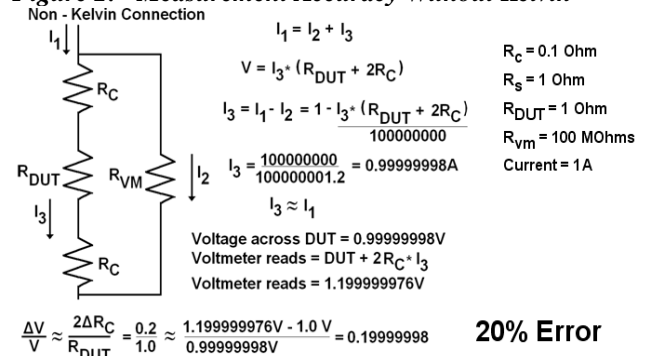 Figure 2. Measurement Accuracy Without Kelvin
Non - Kelvin Connection
I1
RC
RDUT
RVM
I2
I3
RC
I1 = I2 + I3
V = I3* (RDUT + 2RC)
I3 = I1 - I2 = 1 - I3* (RDUT + 2RC)
100000000
I3 = 100000000 = 0.99999998A
100000001.2
I3 ≈ I1
Rc = 0.1 Ohm
Rs = 1 Ohm
RDUT = 1 Ohm
Rvm = 100 MOhms
Current = 1A
Voltage across DUT = 0.99999998V
Voltmeter reads = DUT + 2RC* I3
Voltmeter reads = 1.199999976V
ΔV ≈ 2ΔRC = 0.2 ≈ 1.199999976V - 1.0 V = 0.19999998
V RDUT 1.0 0.99999998V
20% Error